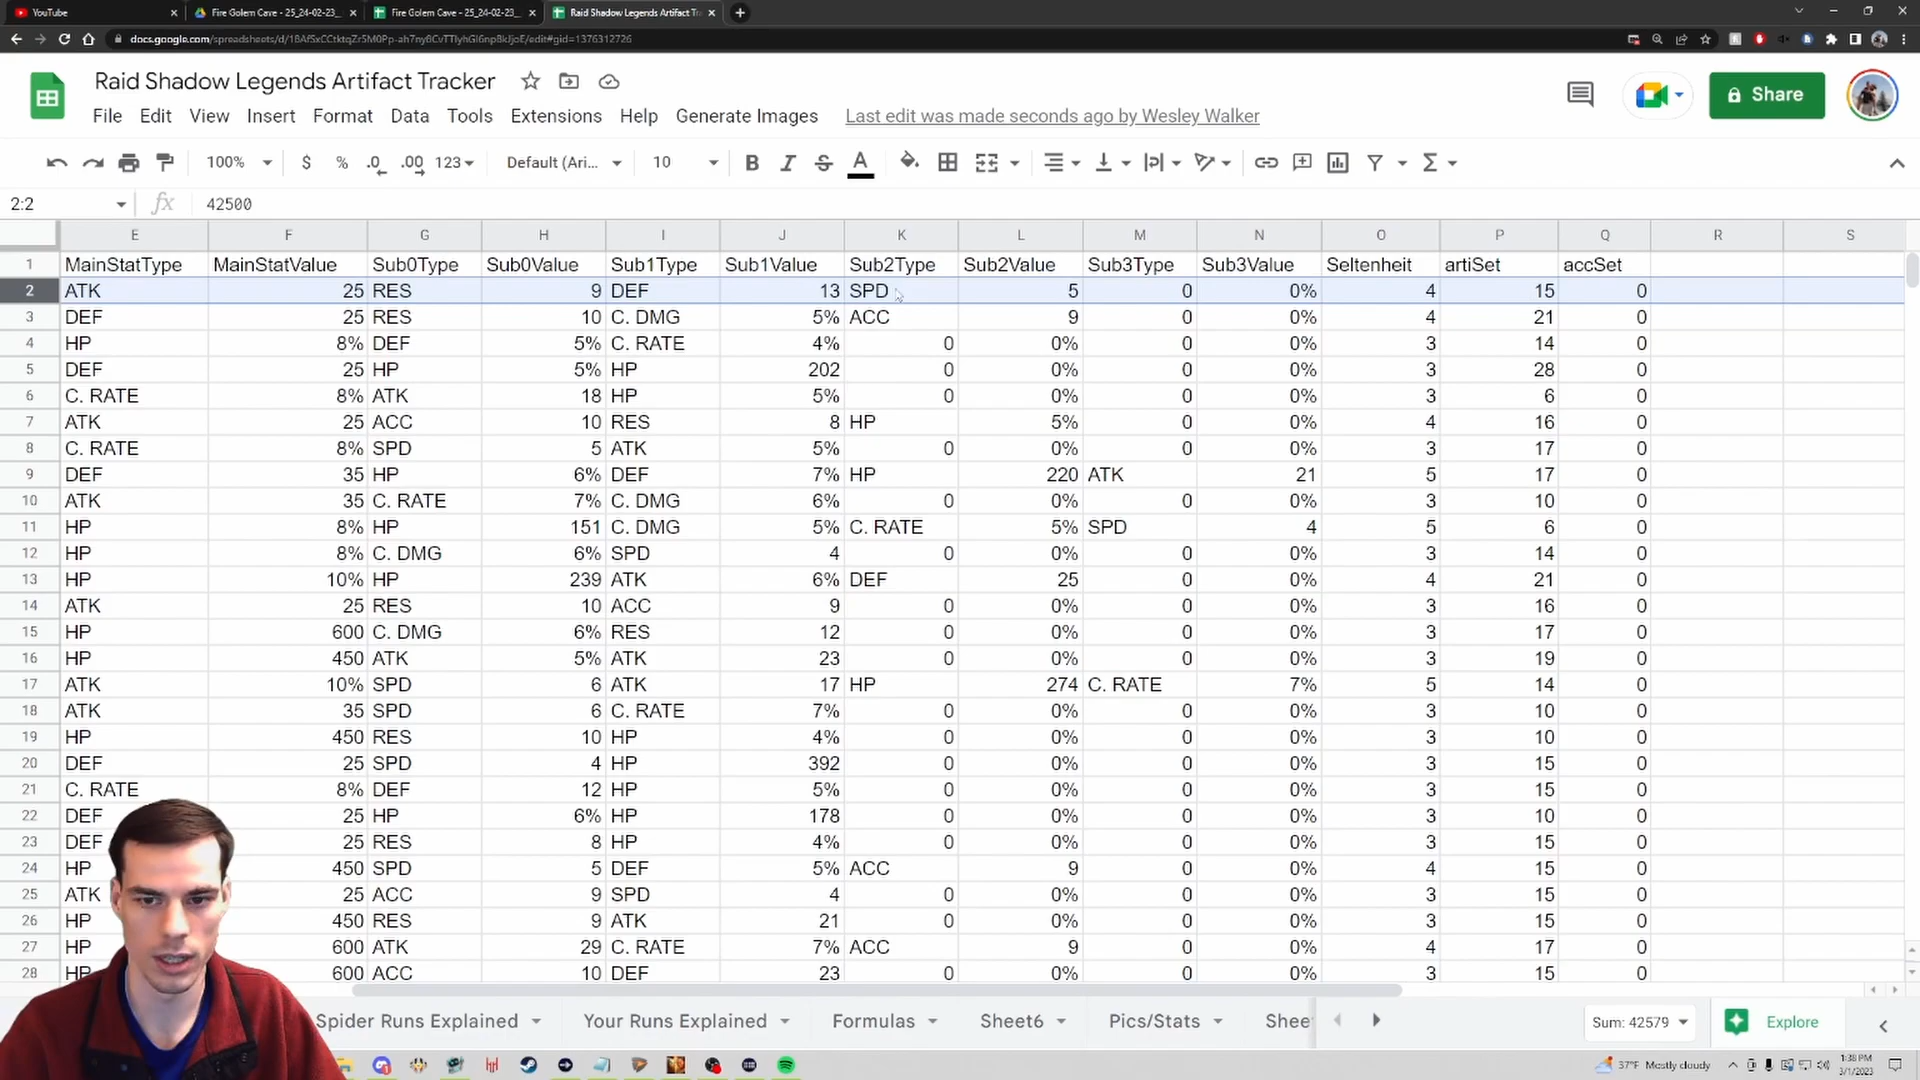 YouTube
Fire Golem Cave - 25_24-02-23_
Fire Golem Cave - 25_24-02-23_
Raid Shadow Legends Artifact Tr
Raid Shadow Legends Artifact Tracker
File Edit View Insert Format Data Tools Extensions Help Generate Images Last edit was made seconds ago by Wesley Walker
Share
100% $ % .0 .00 123 Default (Ari... 10 B I S A
2:2 fx 42500
E F G H I J K L M N O P Q R S
1 MainStatType MainStatValue Sub0Type Sub0Value Sub1Type Sub1Value Sub2Type Sub2Value Sub3Type Sub3Value Seltenheit artiSet accSet
2 ATK 25 RES 9 DEF 13 SPD 5 0 0% 4 15 0
3 DEF 25 RES 10 C. DMG 5% ACC 9 0 0% 4 21 0
4 HP 8% DEF 5% C. RATE 4% 0 0% 0 0% 3 14 0
5 DEF 25 HP 5% HP 202 0 0% 0 0% 3 28 0
6 C. RATE 8% ATK 18 HP 5% 0 0% 0 0% 3 6 0
7 ATK 25 ACC 10 RES 8 HP 5% 0 0% 4 16 0
8 C. RATE 8% SPD 5 ATK 5% 0 0% 0 0% 3 17 0
9 DEF 35 HP 6% DEF 7% HP 220 ATK 21 5 17 0
10 ATK 35 C. RATE 7% C. DMG 6% 0 0% 0 0% 3 10 0
11 HP 8% HP 151 C. DMG 5% C. RATE 5% SPD 4 5 6 0
12 HP 8% C. DMG 6% SPD 4 0 0% 0 0% 3 14 0
13 HP 10% HP 239 ATK 6% DEF 25 0 0% 4 21 0
14 ATK 25 RES 10 ACC 9 0 0% 0 0% 3 16 0
15 HP 600 C. DMG 6% RES 12 0 0% 0 0% 3 17 0
16 HP 450 ATK 5% ATK 23 0 0% 0 0% 3 19 0
17 ATK 10% SPD 6 ATK 17 HP 274 C. RATE 7% 5 14 0
18 ATK 35 SPD 6 C. RATE 7% 0 0% 0 0% 3 10 0
19 HP 450 RES 10 HP 4% 0 0% 0 0% 3 10 0
20 DEF 25 SPD 4 HP 392 0 0% 0 0% 3 15 0
21 C. RATE 8% DEF 12 HP 5% 0 0% 0 0% 3 15 0
22 DEF 25 HP 6% HP 178 0 0% 0 0% 3 10 0
23 DEF 25 RES 8 HP 4% 0 0% 0 0% 3 15 0
24 HP 450 SPD 5 DEF 5% ACC 9 0 0% 4 15 0
25 ATK 25 ACC 9 SPD 4 0 0% 0 0% 3 15 0
26 HP 450 RES 9 ATK 21 0 0% 0 0% 3 15 0
27 HP 600 ATK 29 C. RATE 7% ACC 9 0 0% 4 17 0
28 HP 600 ACC 10 DEF 23 0 0% 0 0% 3 15 0
Spider Runs Explained Your Runs Explained Formulas Sheet6 Pics/Stats Shee Sum: 42579 Explore
37°F Mostly cloudy
1:38 PM
3/1/2023